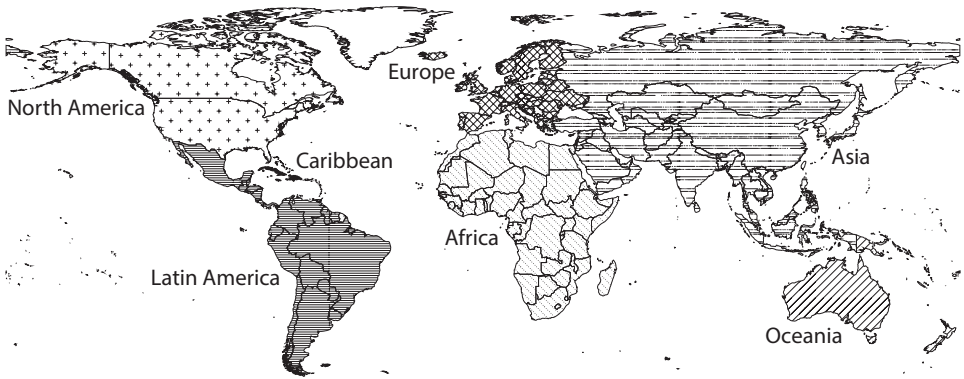 Europe
North America
Caribbean
Asia
Africa
Latin America
Oceania